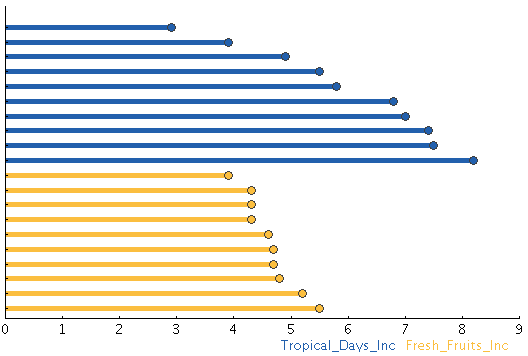 0 1 2 3 4 5 6 7 8 9
Tropical_Days_Inc Fresh_Fruits_Inc